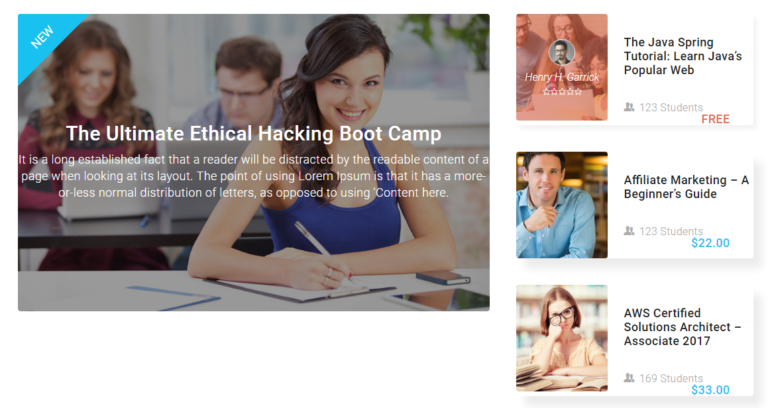 NEW
The Ultimate Ethical Hacking Boot Camp
It is a long established fact that a reader will be distracted by the readable content of a
page when looking at its layout. The point of using Lorem Ipsum is that it has a more-
or-less normal distribution of letters, as opposed to using 'Content here.
Henry H. Garrick
The Java Spring
Tutorial: Learn Java's
Popular Web
123 Students
FREE
Affiliate Marketing – A
Beginner's Guide
123 Students
$22.00
AWS Certified
Solutions Architect –
Associate 2017
169 Students
$33.00